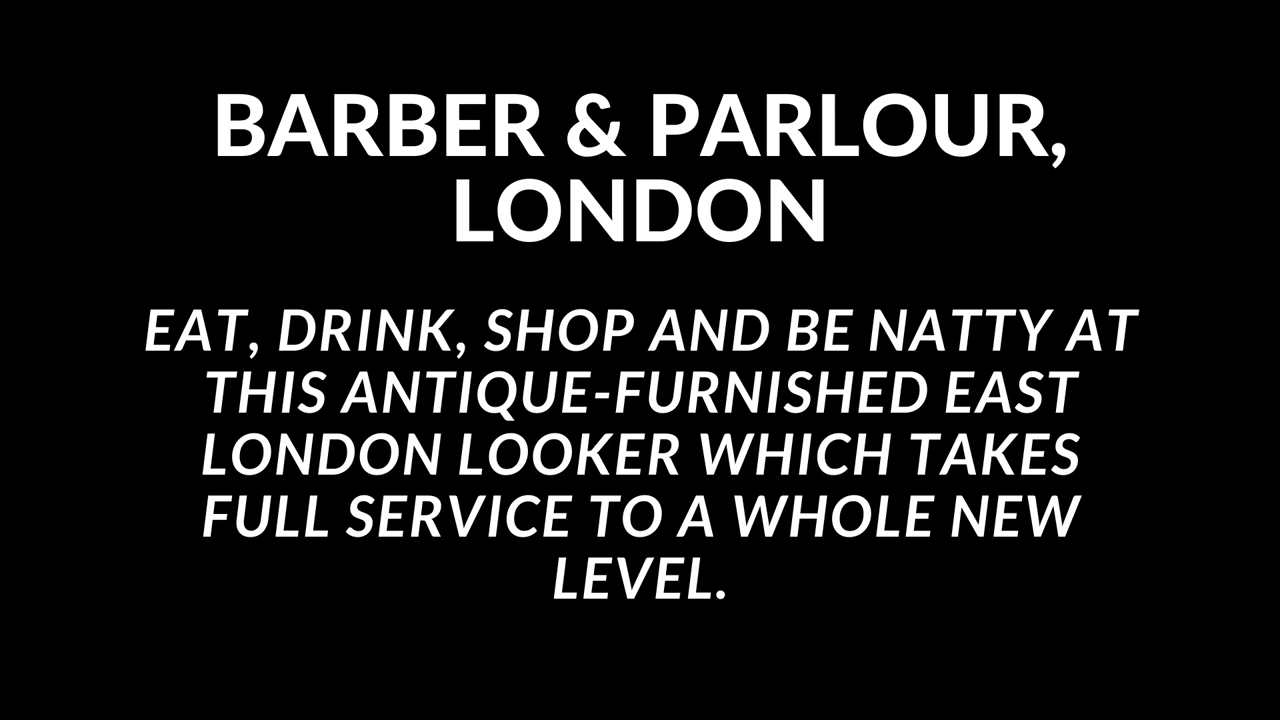 BARBER & PARLOUR,
LONDON
EAT, DRINK, SHOP AND BE NATTY AT
THIS ANTIQUE-FURNISHED EAST
LONDON LOOKER WHICH TAKES
FULL SERVICE TO A WHOLE NEW
LEVEL.